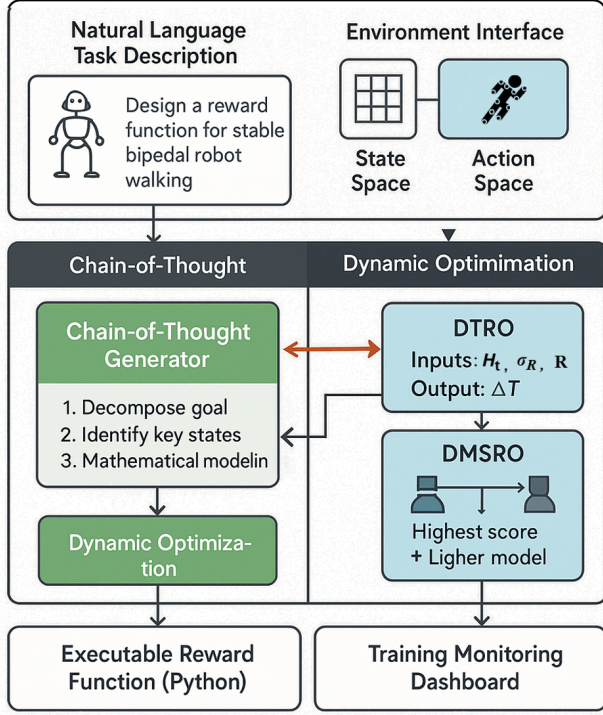 Natural Language
Task Description
Design a reward
function for stable
bipedal robot
walking
Environment Interface
State
Space
Action
Space
Chain-of-Thought
Dynamic Optimimation
Chain-of-Thought
Generator
1. Decompose goal
2. Identify key states
3. Mathematical modelin
Dynamic Optimiza-
tion
DTRO
Inputs: Hₜ, σ_R, R
Output: ΔT
DMSRO
Highest score
+ Ligher model
Executable Reward
Function (Python)
Training Monitoring
Dashboard